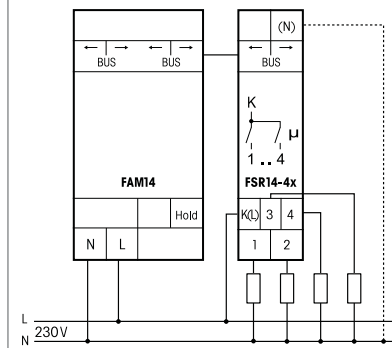 (N)
← → ← →
BUS BUS
← →
BUS
K
µ
1 .. 4
FAM14
FSR14-4x
Hold
K(L) 3 4
N L
1 2
L
230V
N